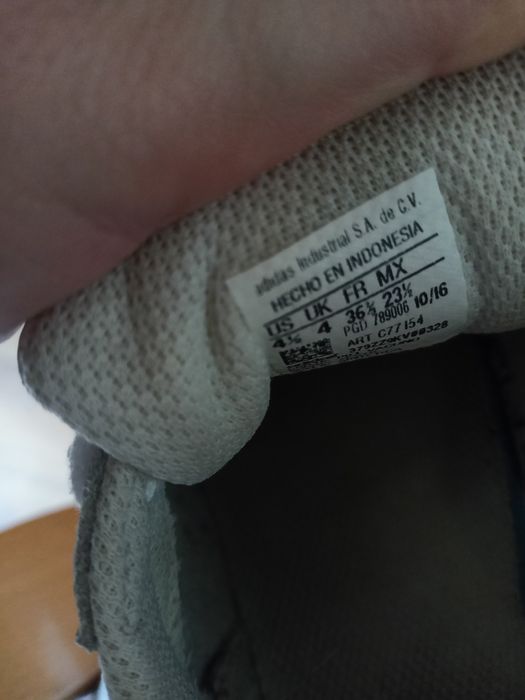 adidas Industrial S.A. de C.V.
HECHO EN INDONESIA
US UK FR MX
4½ 4 36⅔ 23½
PGD 789006 10/16
ART C77154